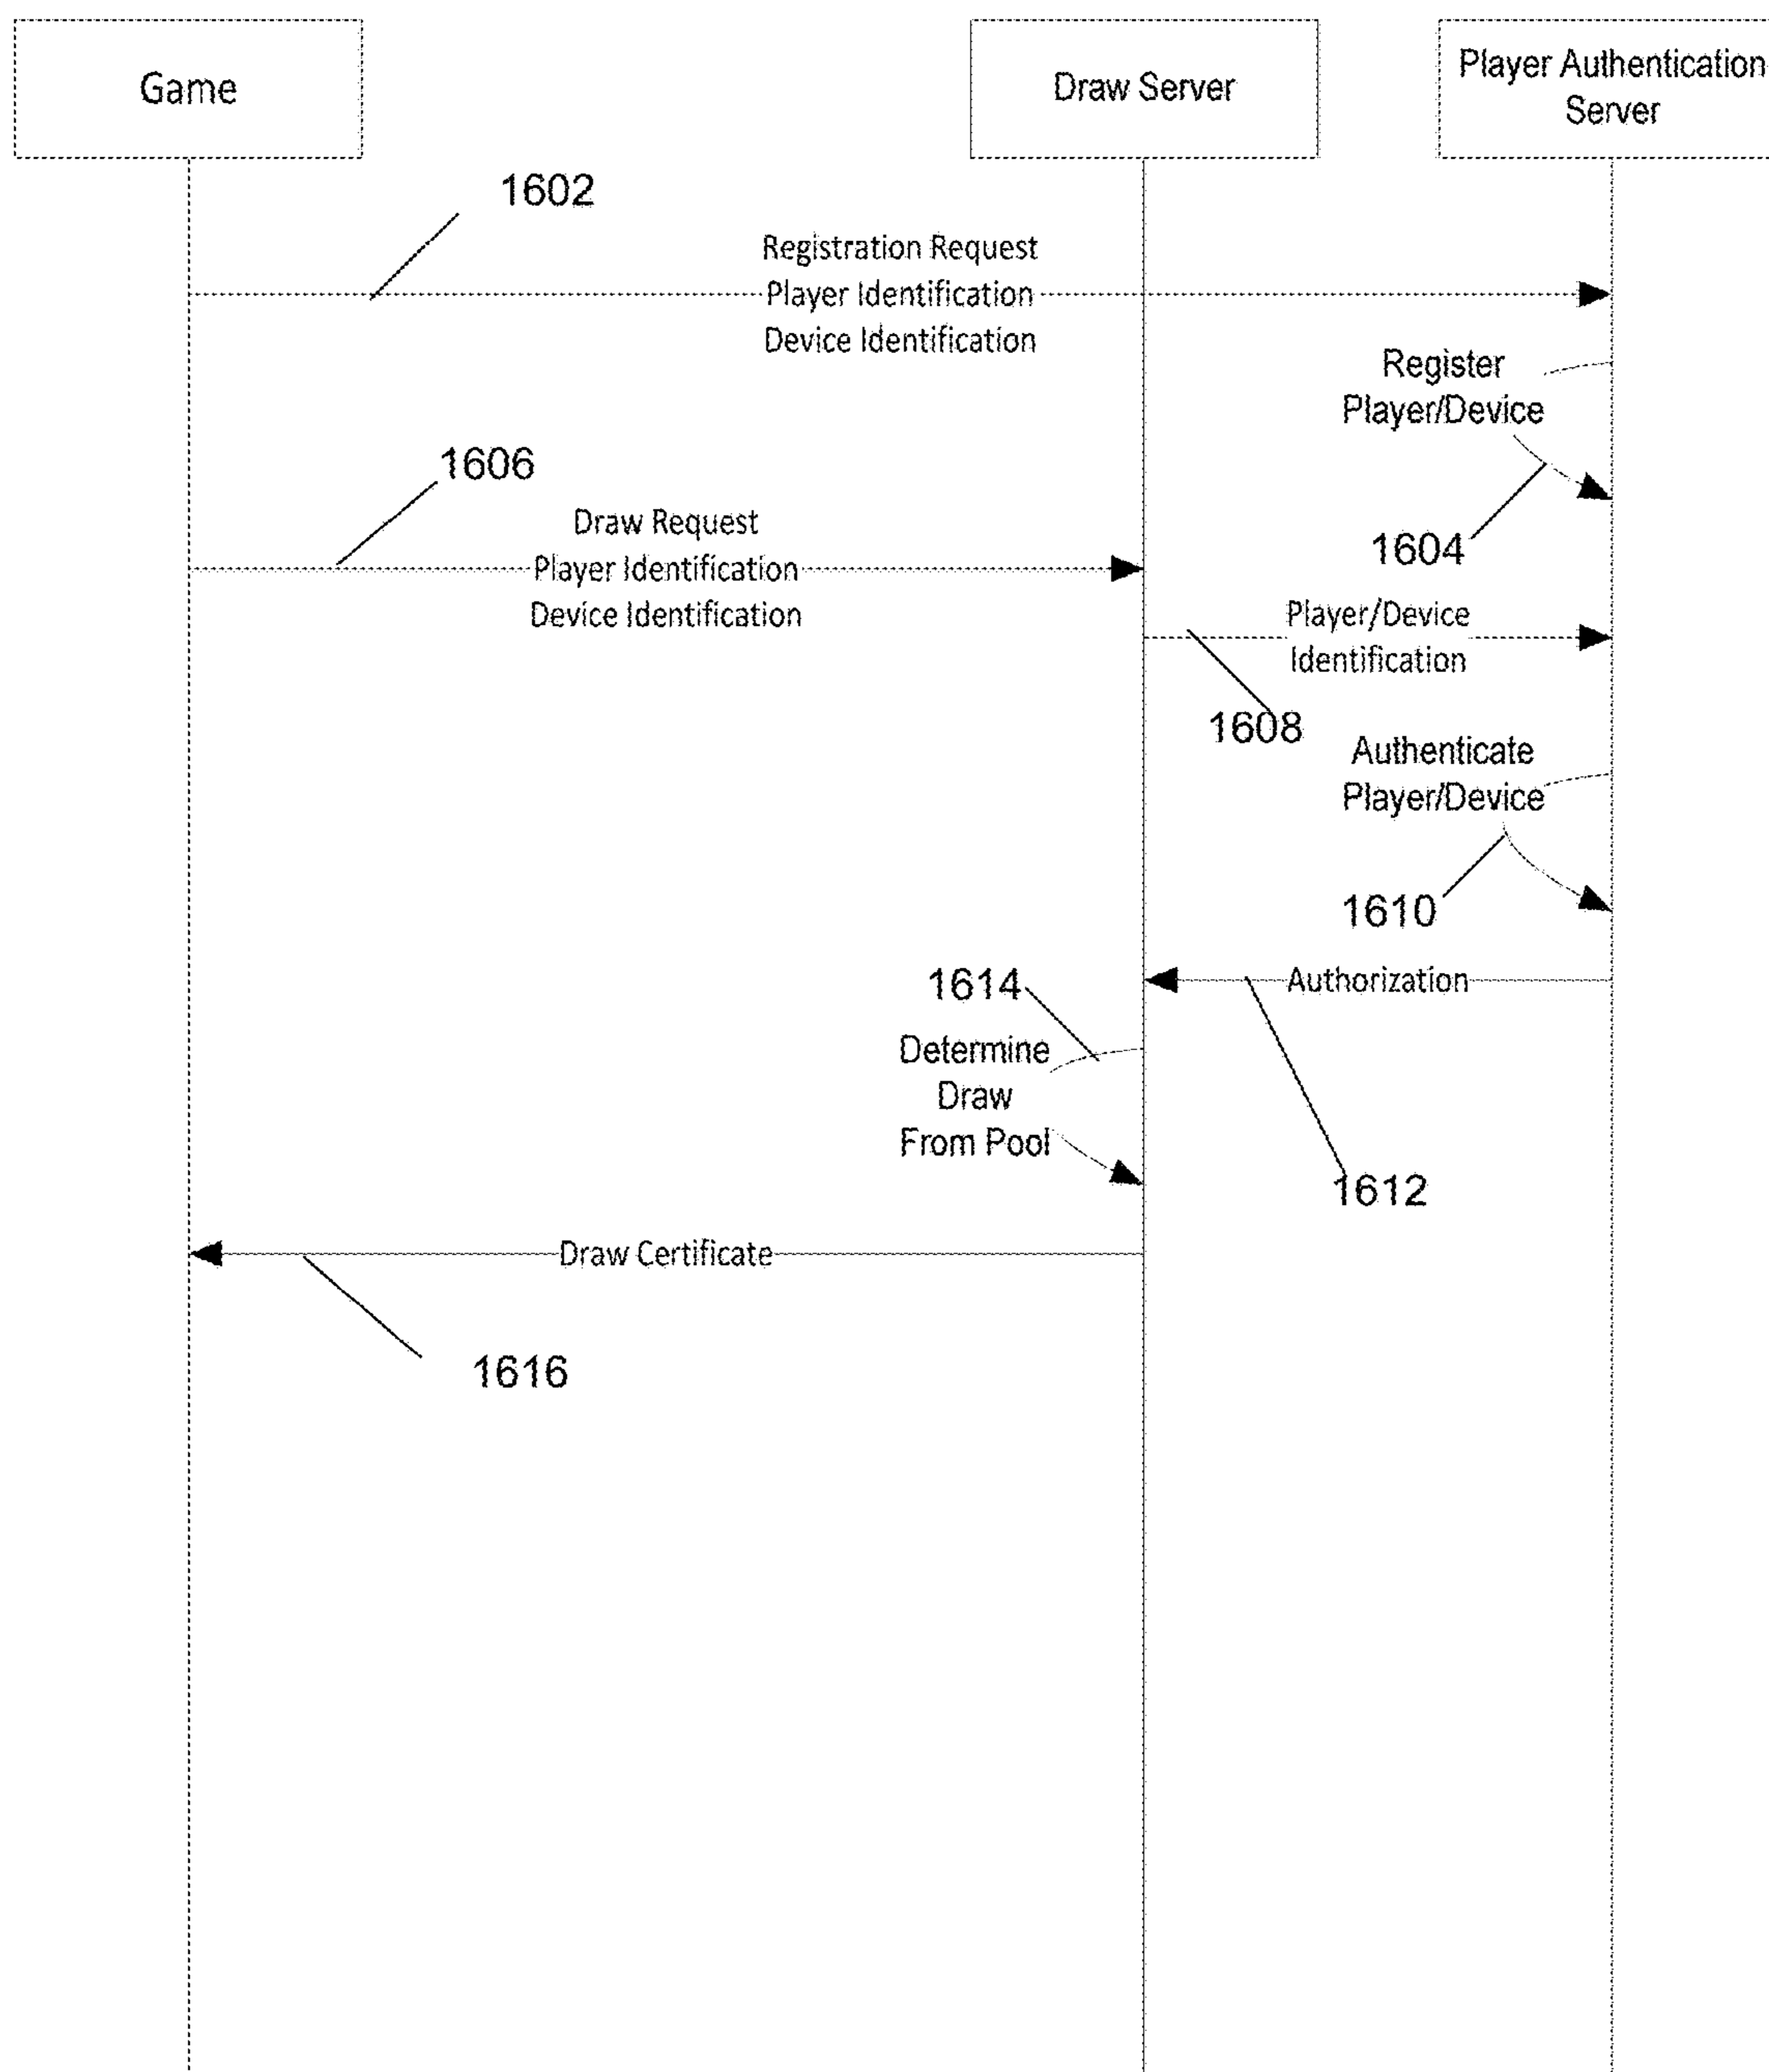 Game
Draw Server
Player Authentication
Server
1602
Registration Request
Player Identification
Device Identification
Register
Player/Device
1604
1606
Draw Request
Player Identification
Device Identification
Player/Device
Identification
1608
Authenticate
Player/Device
1610
Authorization
1612
1614
Determine
Draw
From Pool
Draw Certificate
1616